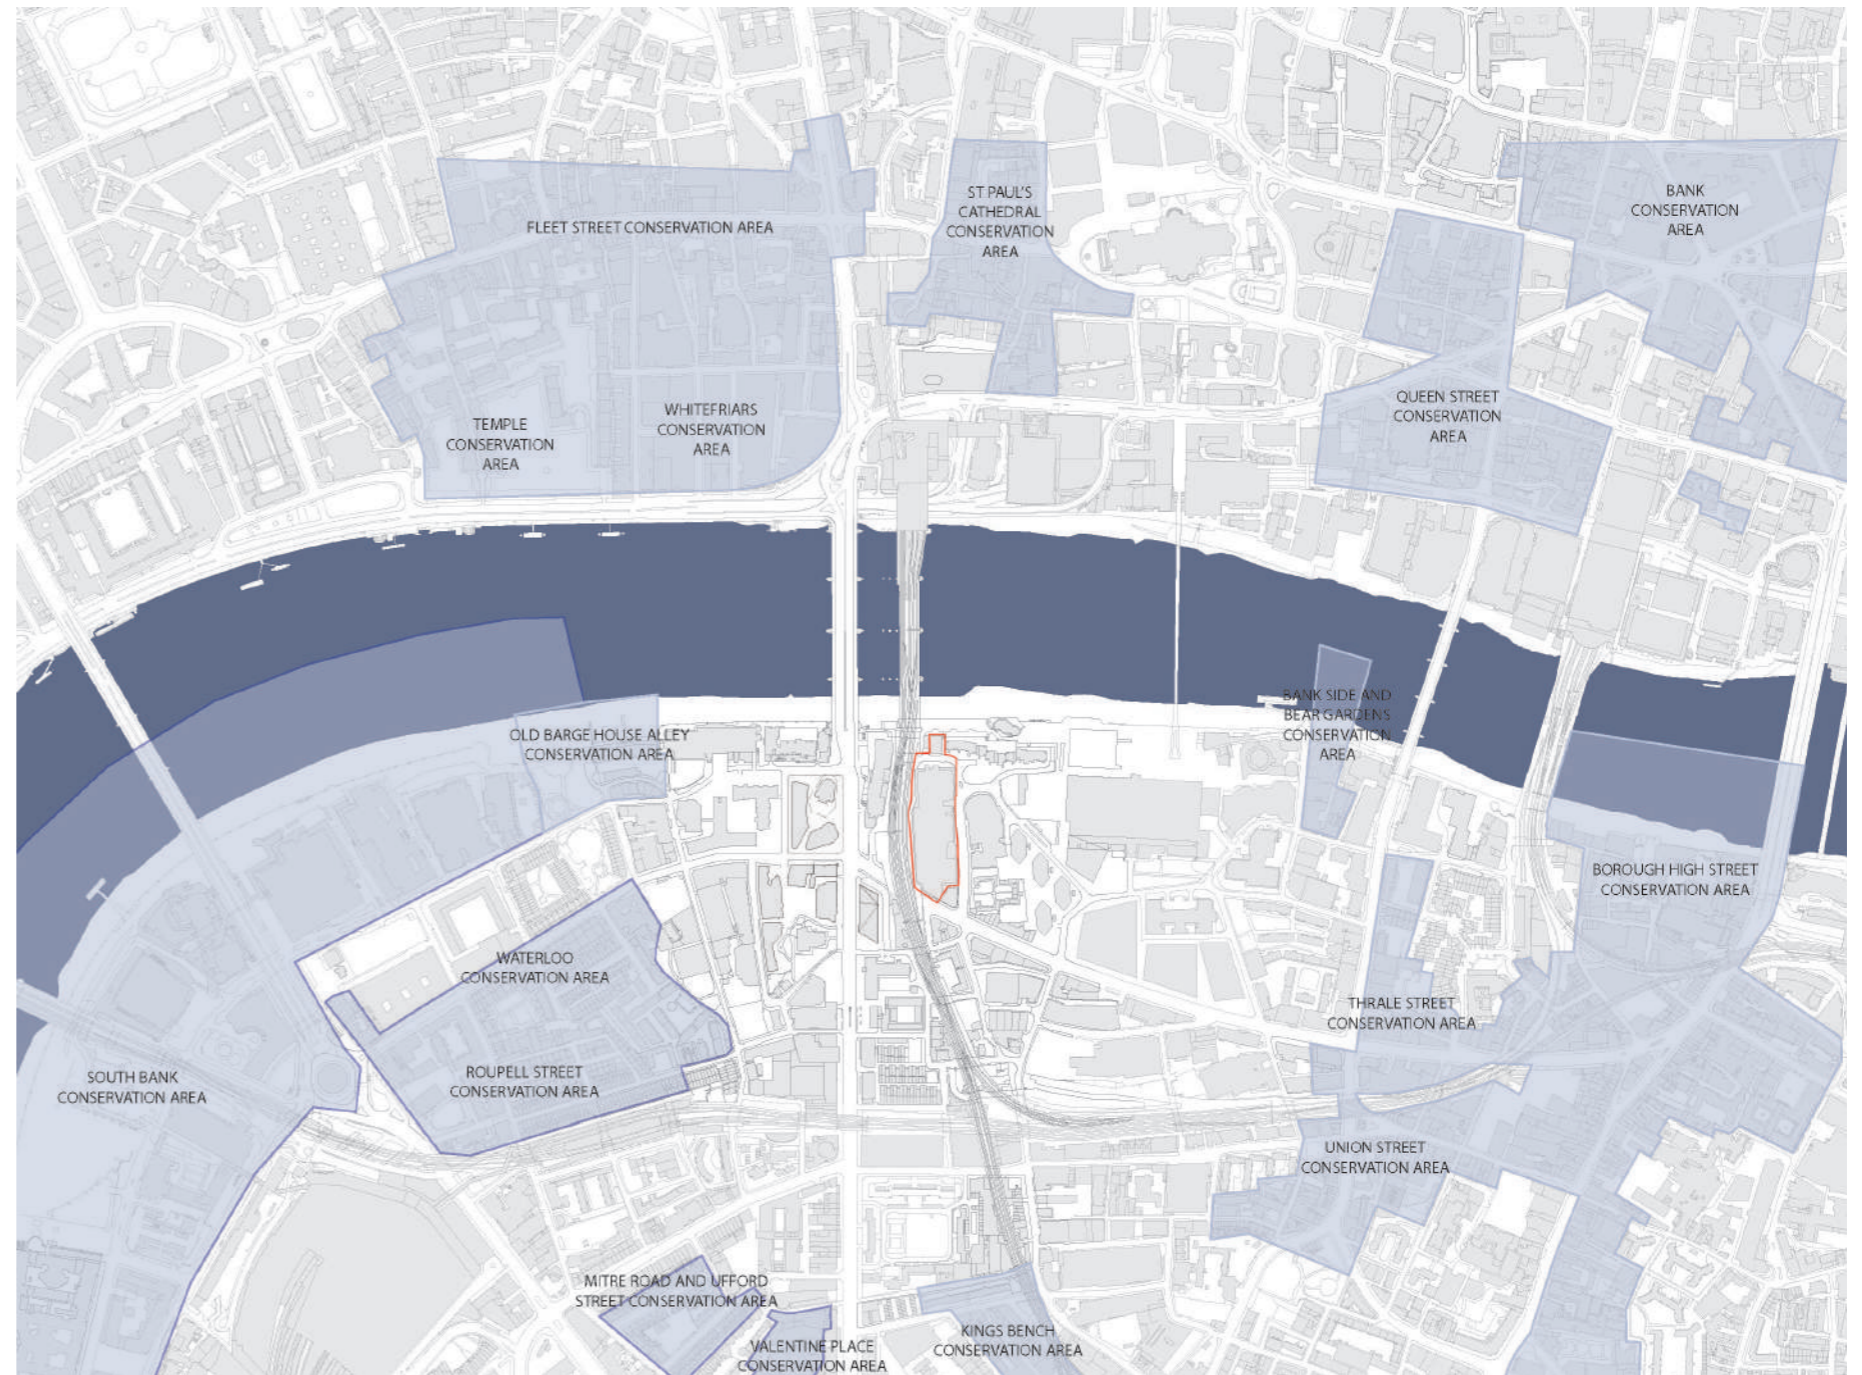 FLEET STREET CONSERVATION AREA
ST PAUL'S
CATHEDRAL
CONSERVATION
AREA
BANK
CONSERVATION
AREA
TEMPLE
CONSERVATION
AREA
WHITEFRIARS
CONSERVATION
AREA
QUEEN STREET
CONSERVATION
AREA
OLD BARGE HOUSE ALLEY
CONSERVATION AREA
BANK SIDE AND
BEAR GARDENS
CONSERVATION
AREA
BOROUGH HIGH STREET
CONSERVATION AREA
WATERLOO
CONSERVATION AREA
THRALE STREET
CONSERVATION AREA
SOUTH BANK
CONSERVATION AREA
ROUPELL STREET
CONSERVATION AREA
UNION STREET
CONSERVATION AREA
MITRE ROAD AND UFFORD
STREET CONSERVATION AREA
VALENTINE PLACE
CONSERVATION AREA
KINGS BENCH
CONSERVATION AREA